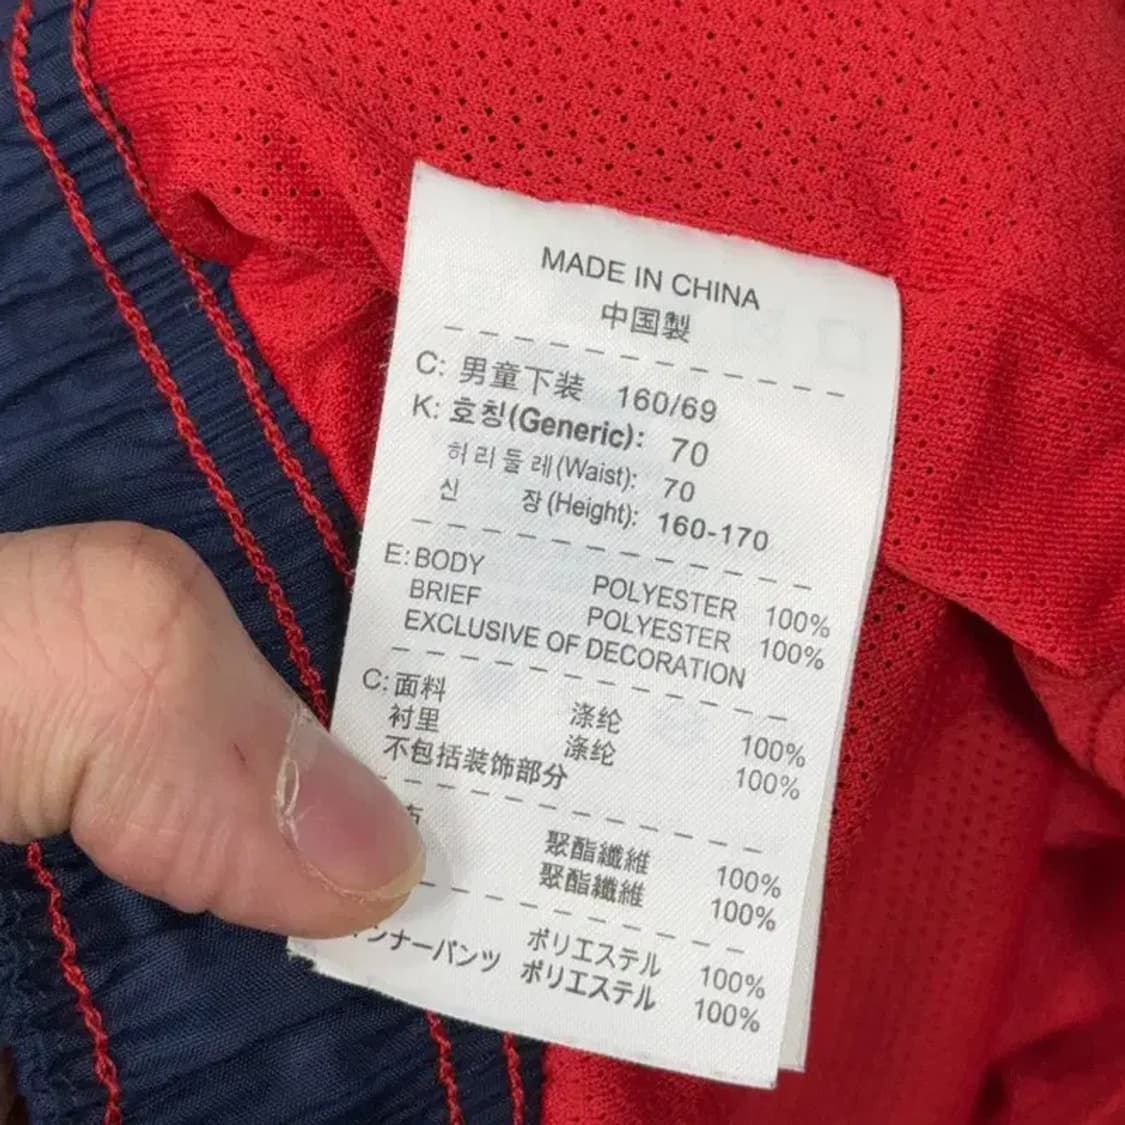 MADE IN CHINA
中国製
C: 男童下装 160/69
K: 호칭(Generic): 70
허리둘레(Waist): 70
신 장(Height): 160-170
E: BODY POLYESTER 100%
BRIEF POLYESTER 100%
EXCLUSIVE OF DECORATION
C: 面料 涤纶 100%
衬里 涤纶 100%
不包括装饰部分
聚酯纖維 100%
聚酯纖維 100%
ポリエステル 100%
ンナーパンツ ポリエステル 100%